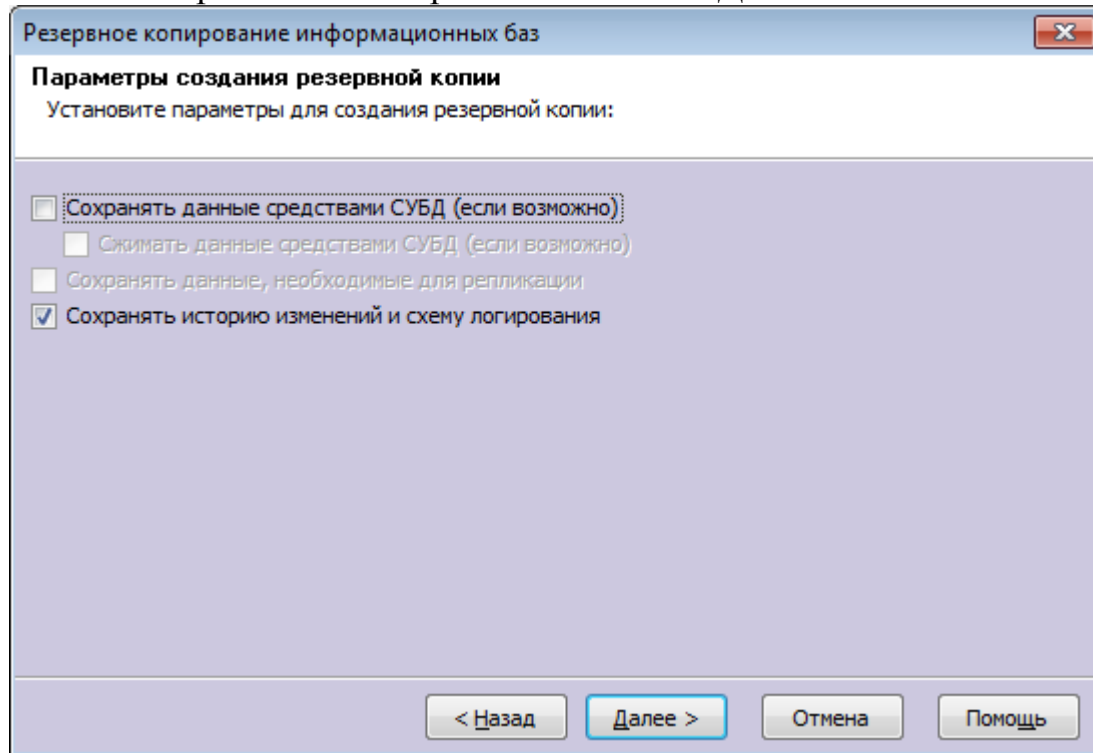 Резервное копирование информационных баз
Параметры создания резервной копии
Установите параметры для создания резервной копии:
Сохранять данные средствами СУБД (если возможно)
Сжимать данные средствами СУБД (если возможно)
Сохранять данные, необходимые для репликации
Сохранять историю изменений и схему логирования
< Назад Далее > Отмена Помощь